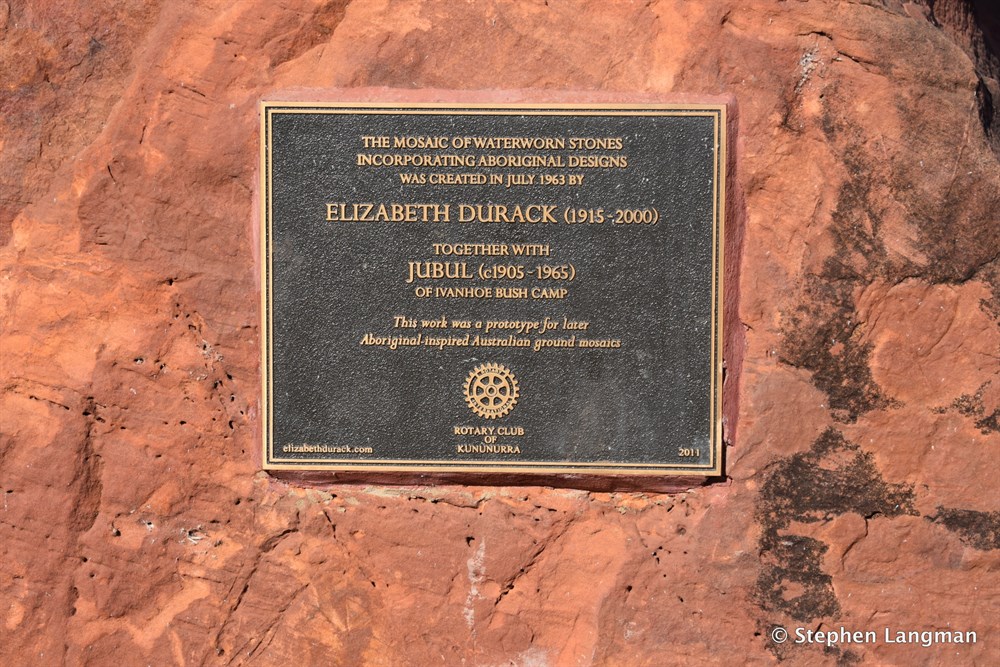 THE MOSAIC OF WATERWORN STONES
INCORPORATING ABORIGINAL DESIGNS
WAS CREATED IN JULY 1963 BY
ELIZABETH DURACK (1915-2000)
TOGETHER WITH
JUBUL (c1905-1965)
OF IVANHOE BUSH CAMP
This work was a prototype for later
Aboriginal-inspired Australian ground mosaics
ROTARY CLUB
OF
KUNUNURRA
elizabethdurack.com
2011
© Stephen Langman